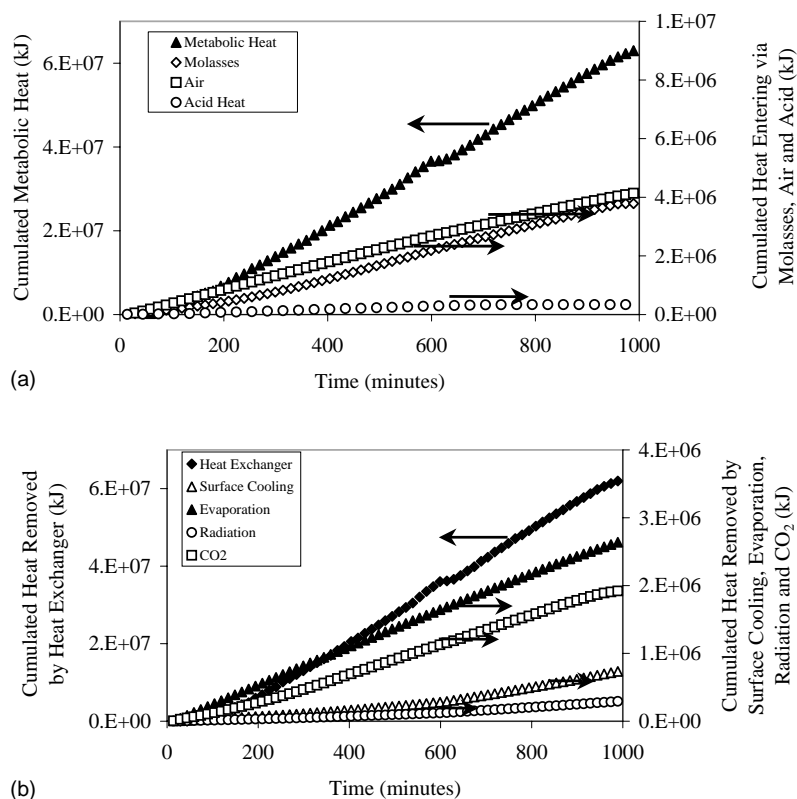 Cumulated Metabolic Heat (kJ)
6.E+07
4.E+07
2.E+07
0.E+00
Metabolic Heat
Molasses
Air
Acid Heat
1.E+07
8.E+06
6.E+06
4.E+06
2.E+06
0.E+00
Cumulated Heat Entering via
Molasses, Air and Acid (kJ)
0 200 400 600 800 1000
Time (minutes)
(a)
Cumulated Heat Removed
by Heat Exchanger (kJ)
6.E+07
4.E+07
2.E+07
0.E+00
Heat Exchanger
Surface Cooling
Evaporation
Radiation
CO2
4.E+06
3.E+06
2.E+06
1.E+06
0.E+00
Cumulated Heat Removed by
Surface Cooling, Evaporation,
Radiation and CO₂ (kJ)
0 200 400 600 800 1000
Time (minutes)
(b)